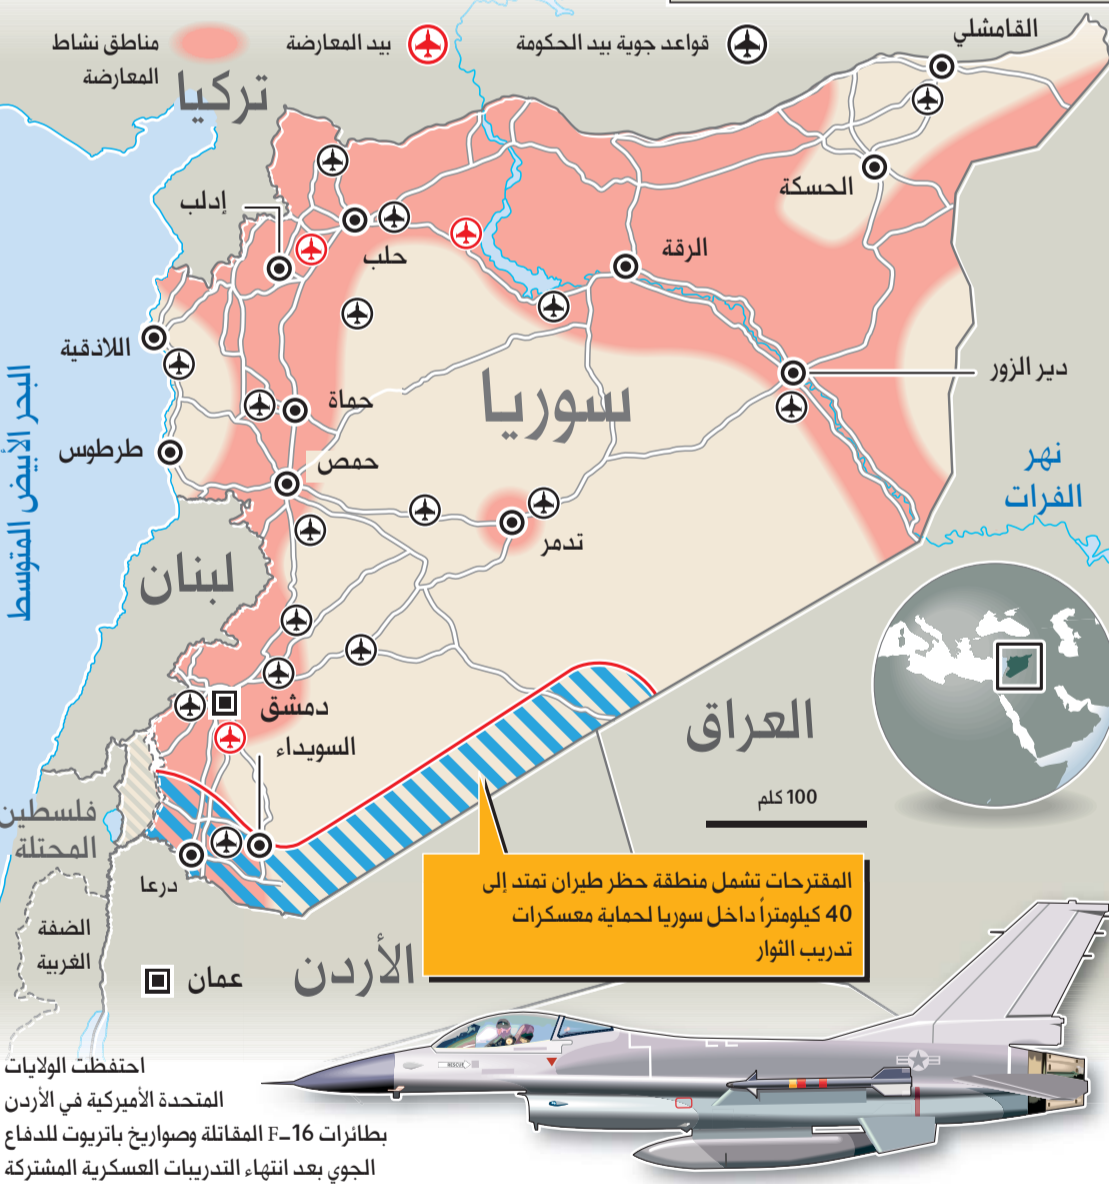 القامشلي
قواعد جوية بيد الحكومة
بيد المعارضة
مناطق نشاط
المعارضة
تركيا
الحسكة
إدلب
حلب
الرقة
اللاذقية
سوريا
دير الزور
حماة
طرطوس
حمص
البحر الأبيض المتوسط
نهر
الفرات
تدمر
لبنان
دمشق
السويداء
العراق
100 كلم
فلسطين
المحتلة
درعا
المقترحات تشمل منطقة حظر طيران تمتد إلى
40 كيلومتراً داخل سوريا لحماية معسكرات
تدريب الثوار
الضفة
الغربية
عمان
الأردن
احتفظت الولايات
المتحدة الأميركية في الأردن
بطائرات F-16 المقاتلة وصواريخ باتريوت للدفاع
الجوي بعد انتهاء التدريبات العسكرية المشتركة
RESCUE